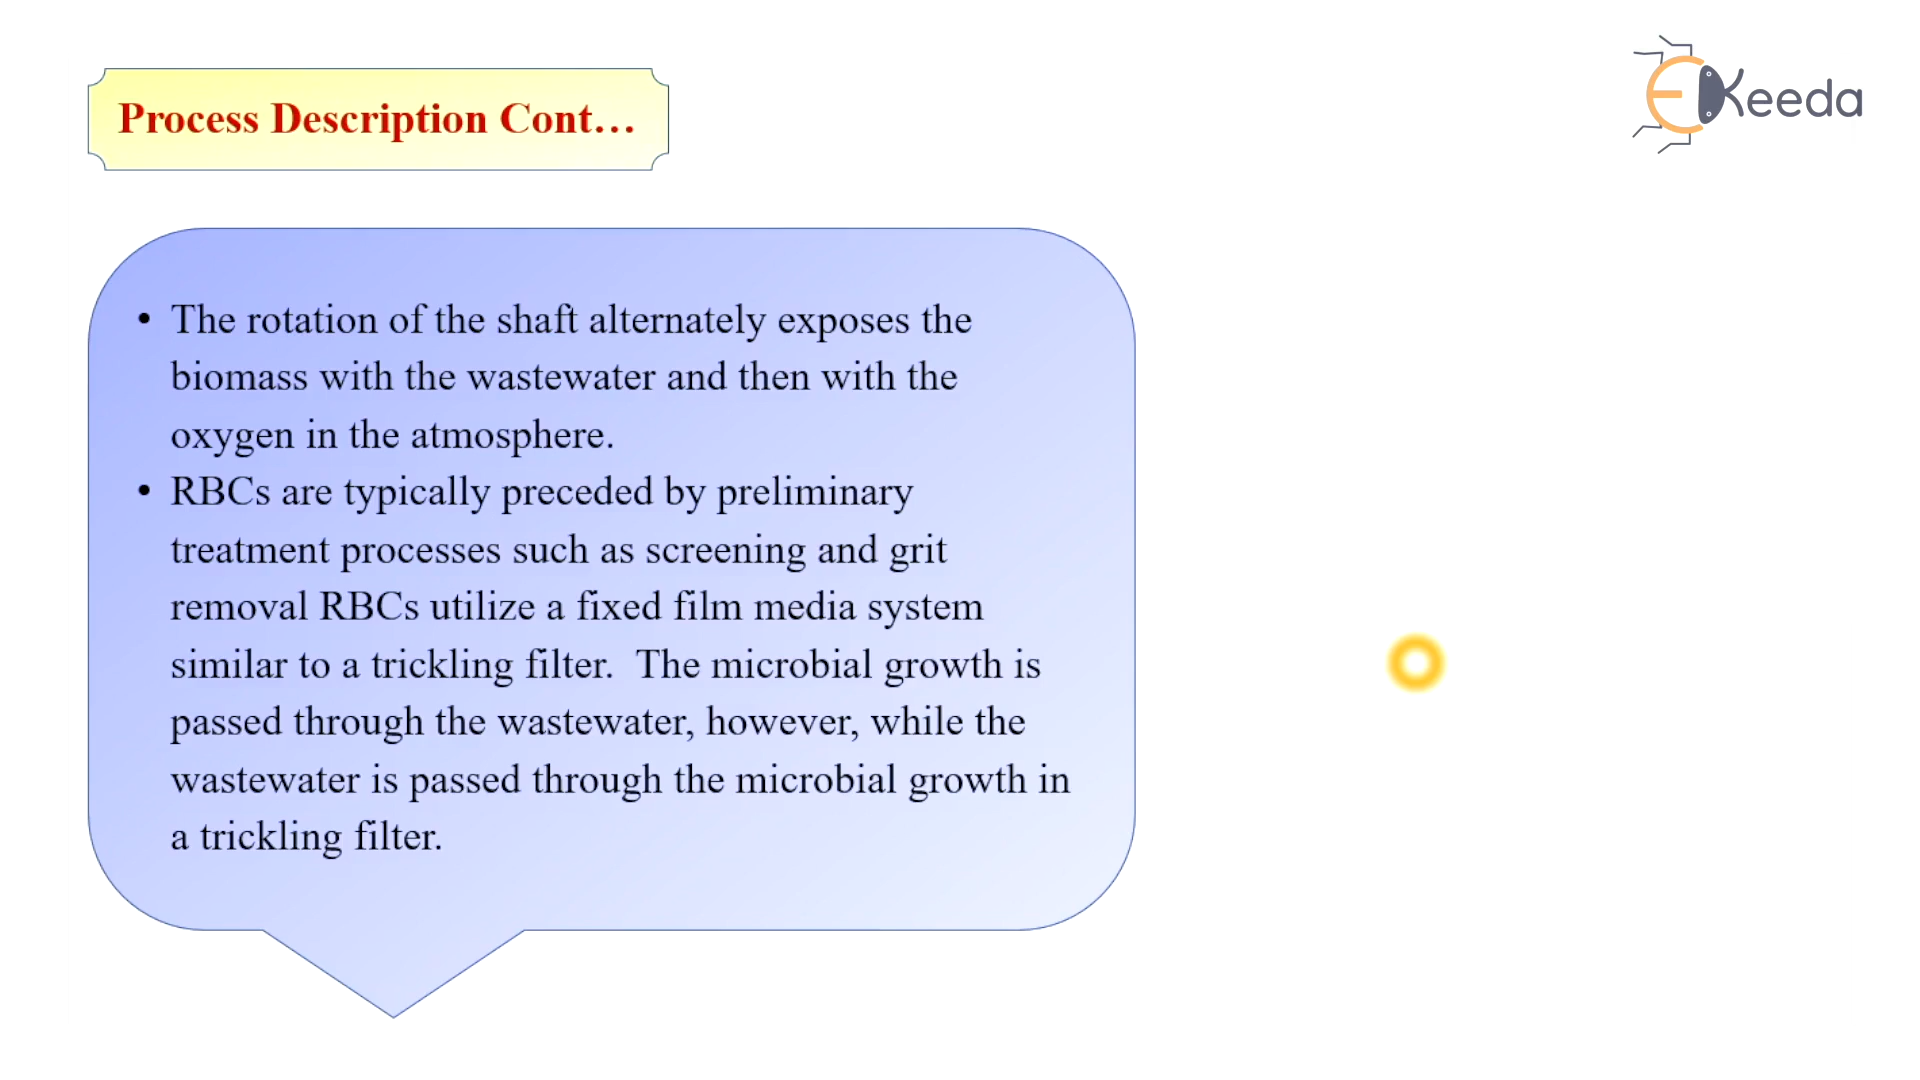 Process Description Cont…
EKeeda
• The rotation of the shaft alternately exposes the
biomass with the wastewater and then with the
oxygen in the atmosphere.
• RBCs are typically preceded by preliminary
treatment processes such as screening and grit
removal RBCs utilize a fixed film media system
similar to a trickling filter.  The microbial growth is
passed through the wastewater, however, while the
wastewater is passed through the microbial growth in
a trickling filter.